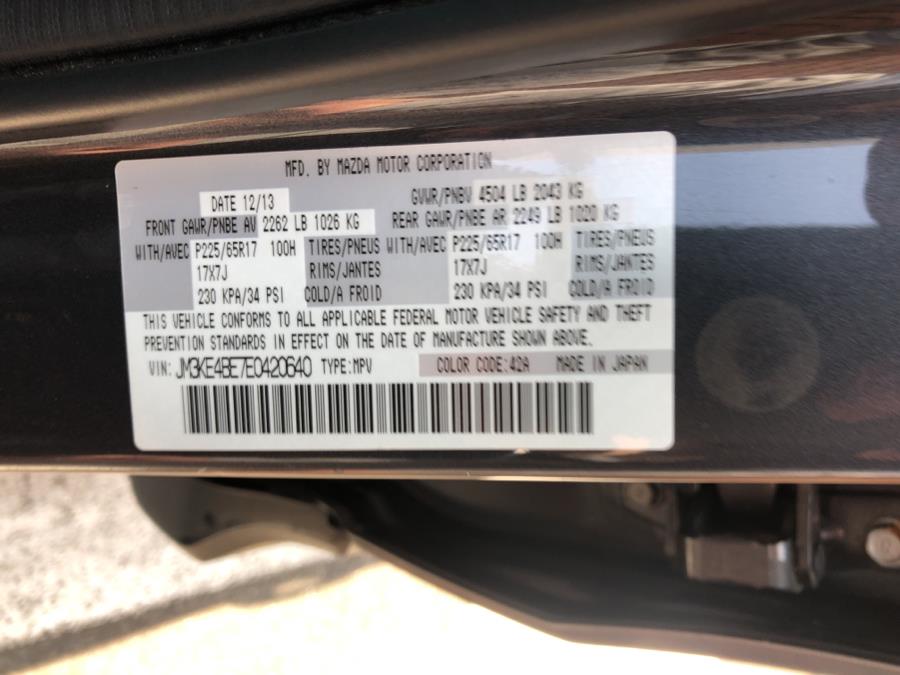 MFD. BY MAZDA MOTOR CORPORATION
DATE 12/13 GVWR/PNBV 4504 LB 2043 KG
FRONT GAWR/PNBE AV 2262 LB 1026 KG REAR GAWR/PNBE AR 2249 LB 1020 KG
WITH/AVEC P225/65R17 100H TIRES/PNEUS WITH/AVEC P225/65R17 100H TIRES/PNEUS
17X7J RIMS/JANTES 17X7J RIMS/JANTES
230 KPA/34 PSI COLD/A FROID 230 KPA/34 PSI COLD/A FROID
THIS VEHICLE CONFORMS TO ALL APPLICABLE FEDERAL MOTOR VEHICLE SAFETY AND THEFT
PREVENTION STANDARDS IN EFFECT ON THE DATE OF MANUFACTURE SHOWN ABOVE.
VIN: JM3KE4BE7E0420640 TYPE:MPV COLOR CODE:42A MADE IN JAPAN